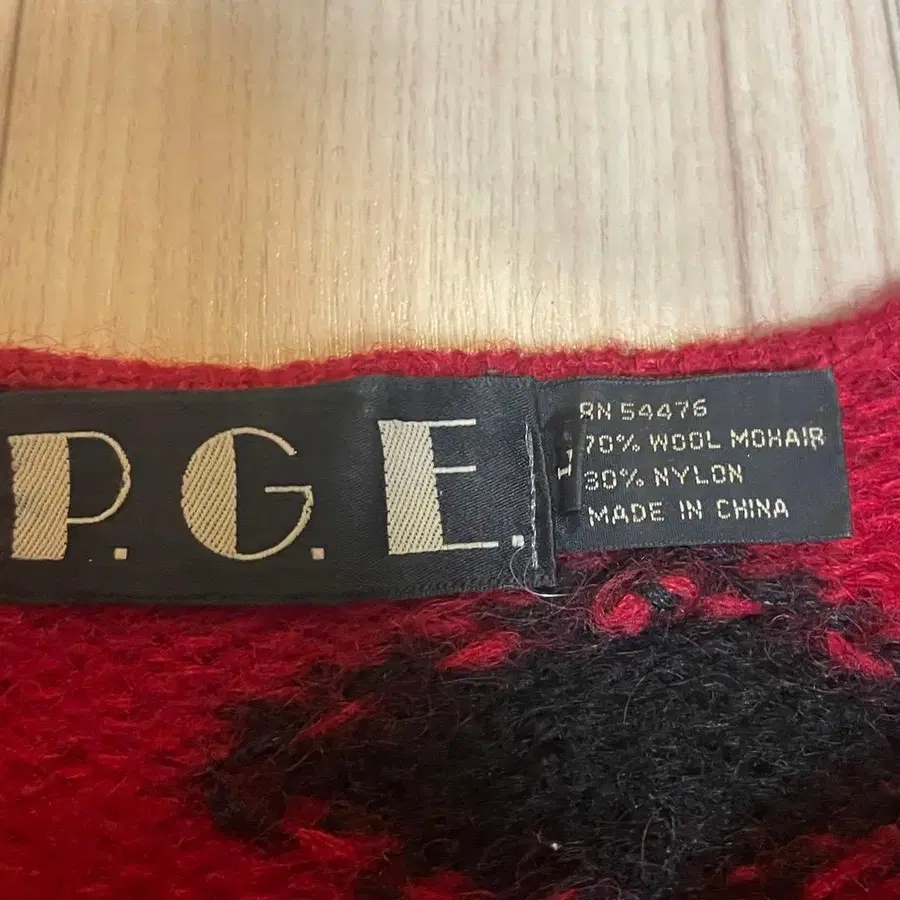 P.G.E.
RN 54476
70% WOOL MOHAIR
30% NYLON
MADE IN CHINA